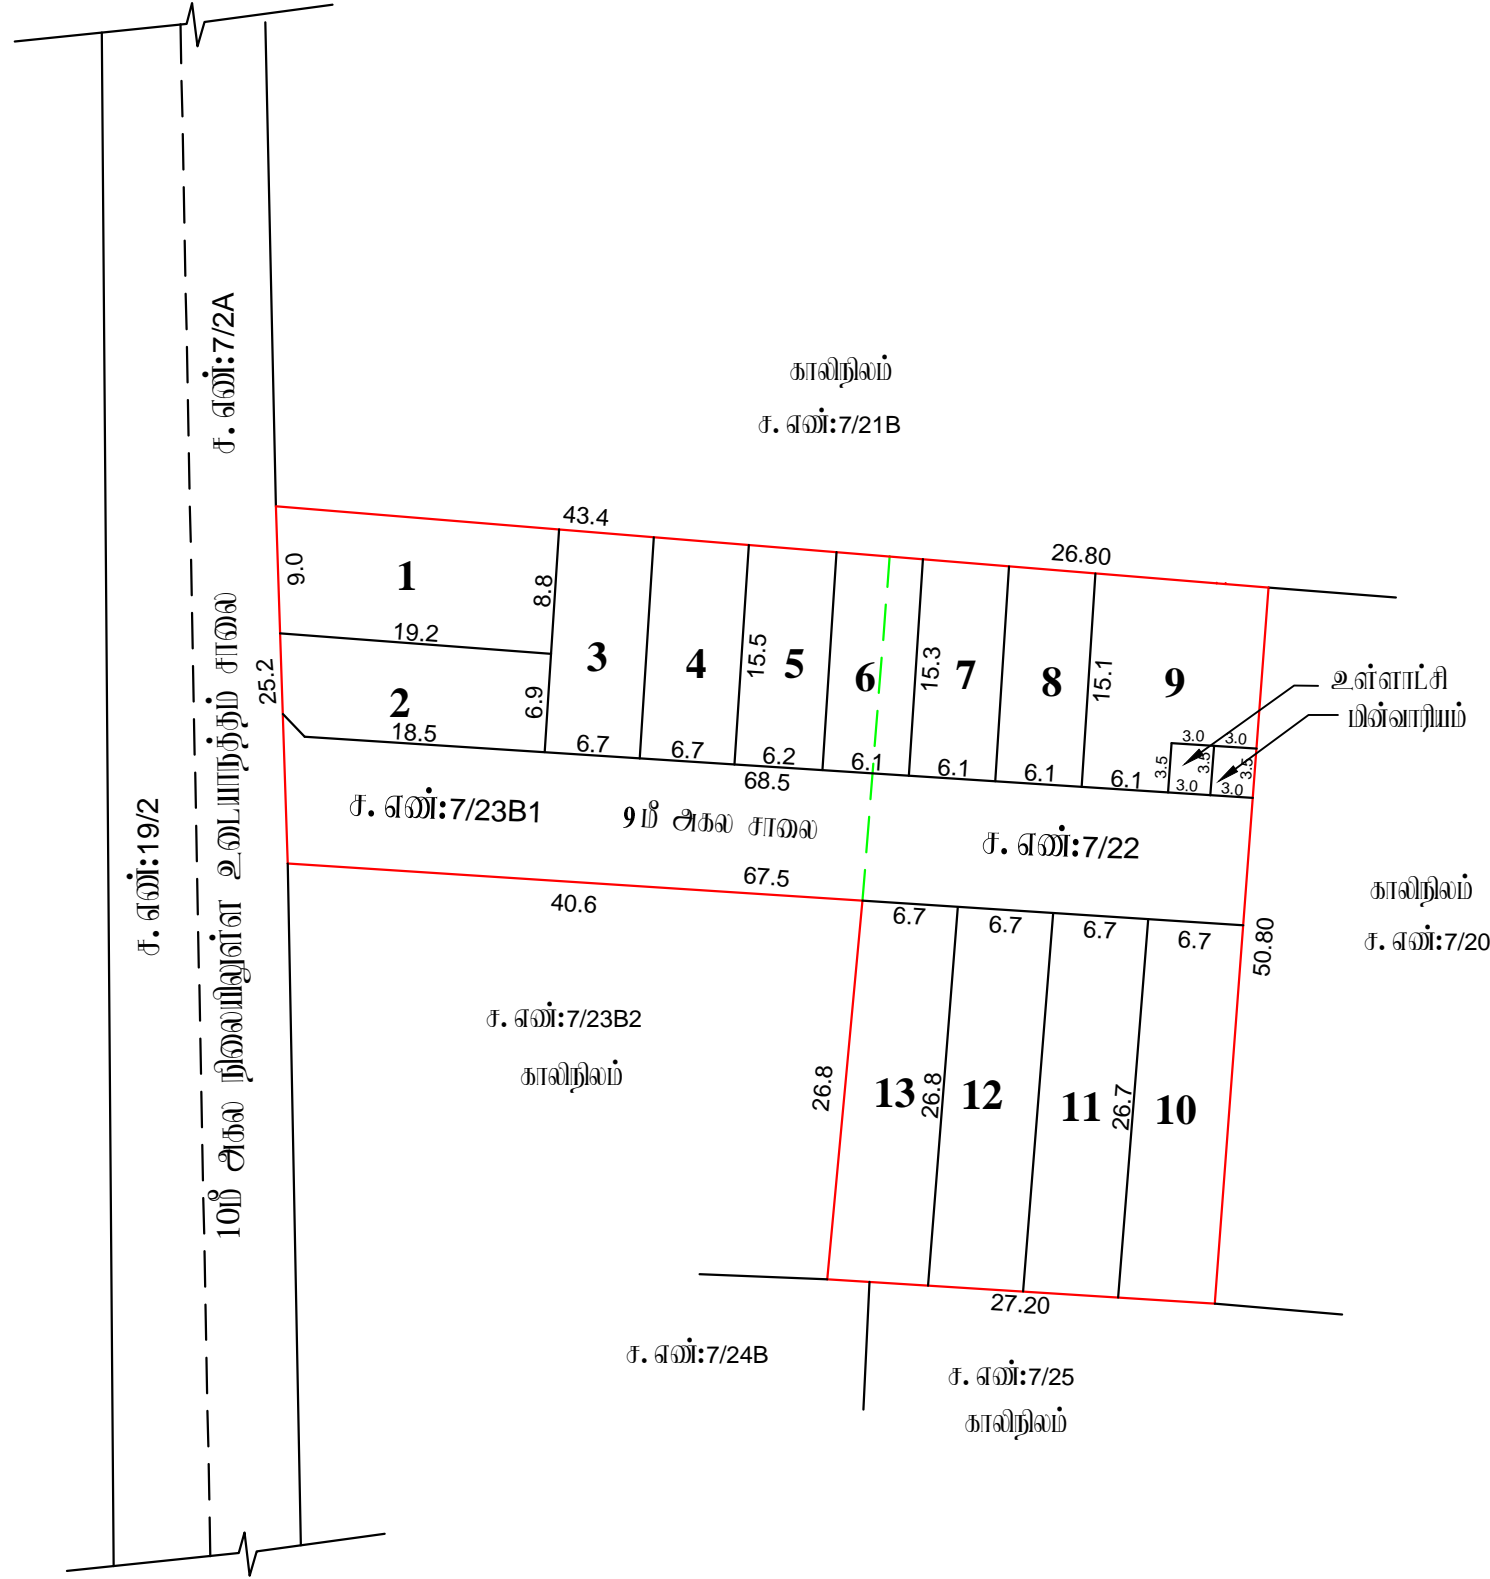 ச. எண்:7/2A
ச. எண்:19/2
10மீ அகல நிலையிலுள்ள உடையாந்தம் சாலை
காலிநிலம்
ச. எண்:7/21B
43.4
26.80
9.0
1
8.8
19.2
25.2
2
6.9
18.5
3
4
15.5
5
6
15.3
7
8
15.1
9
உள்ளாட்சி
மின்வாரியம்
3.0
3.0
3.5
3.5
3.5
3.0
3.0
6.7
6.7
6.2
6.1
6.1
6.1
6.1
68.5
ச. எண்:7/23B1
9மீ அகல சாலை
ச. எண்:7/22
67.5
40.6
6.7
6.7
6.7
6.7
50.80
காலிநிலம்
ச. எண்:7/20
ச. எண்:7/23B2
காலிநிலம்
26.8
13
26.8
12
11
26.7
10
27.20
ச. எண்:7/24B
ச. எண்:7/25
காலிநிலம்